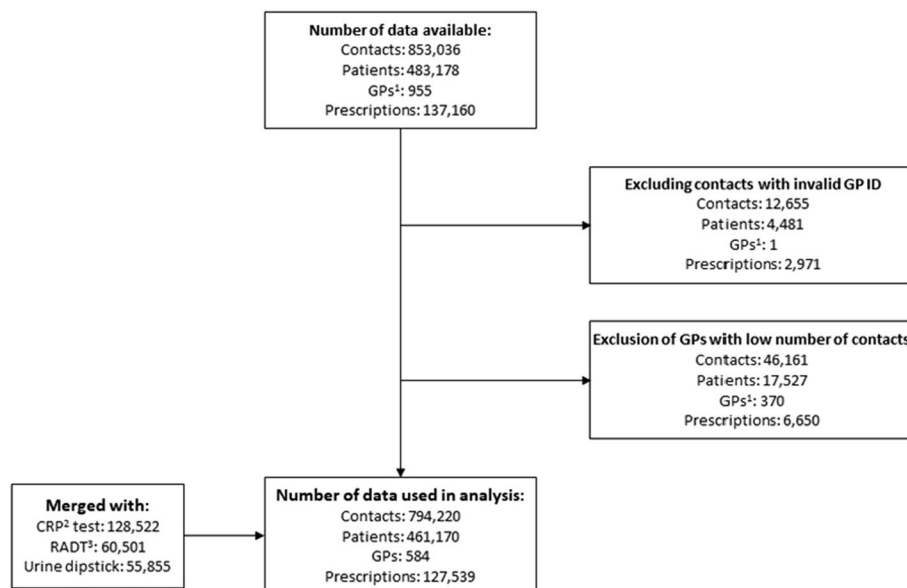 Number of data available:
Contacts: 853,036
Patients: 483,178
GPs¹: 955
Prescriptions: 137,160
Excluding contacts with invalid GP ID
Contacts: 12,655
Patients: 4,481
GPs¹: 1
Prescriptions: 2,971
Exclusion of GPs with low number of contacts
Contacts: 46,161
Patients: 17,527
GPs¹: 370
Prescriptions: 6,650
Merged with:
CRP² test: 128,522
RADT³: 60,501
Urine dipstick: 55,855
Number of data used in analysis:
Contacts: 794,220
Patients: 461,170
GPs: 584
Prescriptions: 127,539